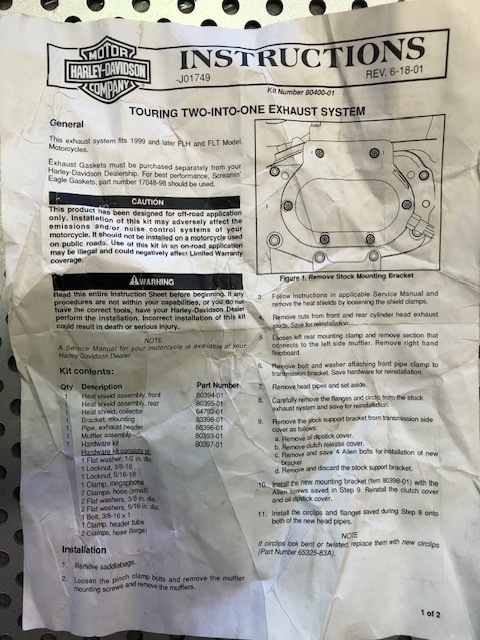 MOTOR
HARLEY-DAVIDSON
COMPANY
INSTRUCTIONS
-J01749
REV. 6-18-01
Kit Number 80400-01
TOURING TWO-INTO-ONE EXHAUST SYSTEM
General
This exhaust system fits 1999 and later FLH and FLT Model
Motorcycles.
Exhaust Gaskets must be purchased separately from your
Harley-Davidson Dealership. For best performance, Screamin'
Eagle Gaskets, part number 17048-98 should be used.
CAUTION
This product has been designed for off-road application
only. Installation of this kit may adversely affect the
emissions and/or noise control systems of your
motorcycle. It should not be installed on a motorcycle used
on public roads. Use of this kit in an on-road application
may be illegal and could negatively affect Limited Warranty
coverage.
WARNING
Read this entire Instruction Sheet before beginning. If any
procedures are not within your capabilities, or you do not
have the correct tools, have your Harley-Davidson Dealer
perform the installation. Incorrect installation of this kit
could result in death or serious injury.
NOTE
A Service Manual for your motorcycle is available at your
Harley-Davidson Dealer.
Kit contents:
Qty Description Part Number
1 Heat shield assembly, front 80394-01
1 Heat shield assembly, rear 80395-01
1 Heat shield, collector 64762-01
1 Bracket, mounting 80398-01
1 Pipe, exhaust header 80396-01
1 Muffler assembly 80393-01
1 Hardware kit 80397-01
Hardware kit consists of:
1 Flat washer, 1/2 in. dia.
1 Locknut, 3/8-16
1 Locknut, 5/16-18
1 Clamp, megaphone
7 Clamps, hose (small)
2 Flat washers, 3/8 in. dia.
2 Flat washers, 5/16 in. dia.
1 Bolt, 3/8-16 x 1
1 Clamp, header tube
2 Clamps, hose (large)
Installation
1. Remove saddlebags.
2. Loosen the pinch clamp bolts and remove the muffler
mounting screws and remove the mufflers.
Figure 1. Remove Stock Mounting Bracket
3. Follow instructions in applicable Service Manual and
remove the heat shields by loosening the shield clamps.
4. Remove nuts from front and rear cylinder head exhaust
studs. Save for reinstallation.
5. Loosen left rear mounting clamp and remove section that
connects to the left side muffler. Remove right hand
floorboard.
6. Remove bolt and washer attaching front pipe clamp to
transmission bracket. Save hardware for reinstallation.
7. Remove head pipes and set aside.
8. Carefully remove the flanges and circlips from the stock
exhaust system and save for reinstallation.
9. Remove the stock support bracket from transmission side
cover as follows:
a. Removal of dipstick cover.
b. Remove clutch release cover.
c. Remove and save 4 Allen bolts for installation of new
bracket.
d. Remove and discard the stock support bracket.
10. Install the new mounting bracket (item 80398-01) with the
Allen screws saved in Step 9. Reinstall the clutch cover
and oil dipstick cover.
11. Install the circlips and flanges saved during Step 8 onto
both of the new head pipes.
NOTE
If circlips look bent or twisted, replace them with new circlips
(Part Number 65325-83A).
1 of 2